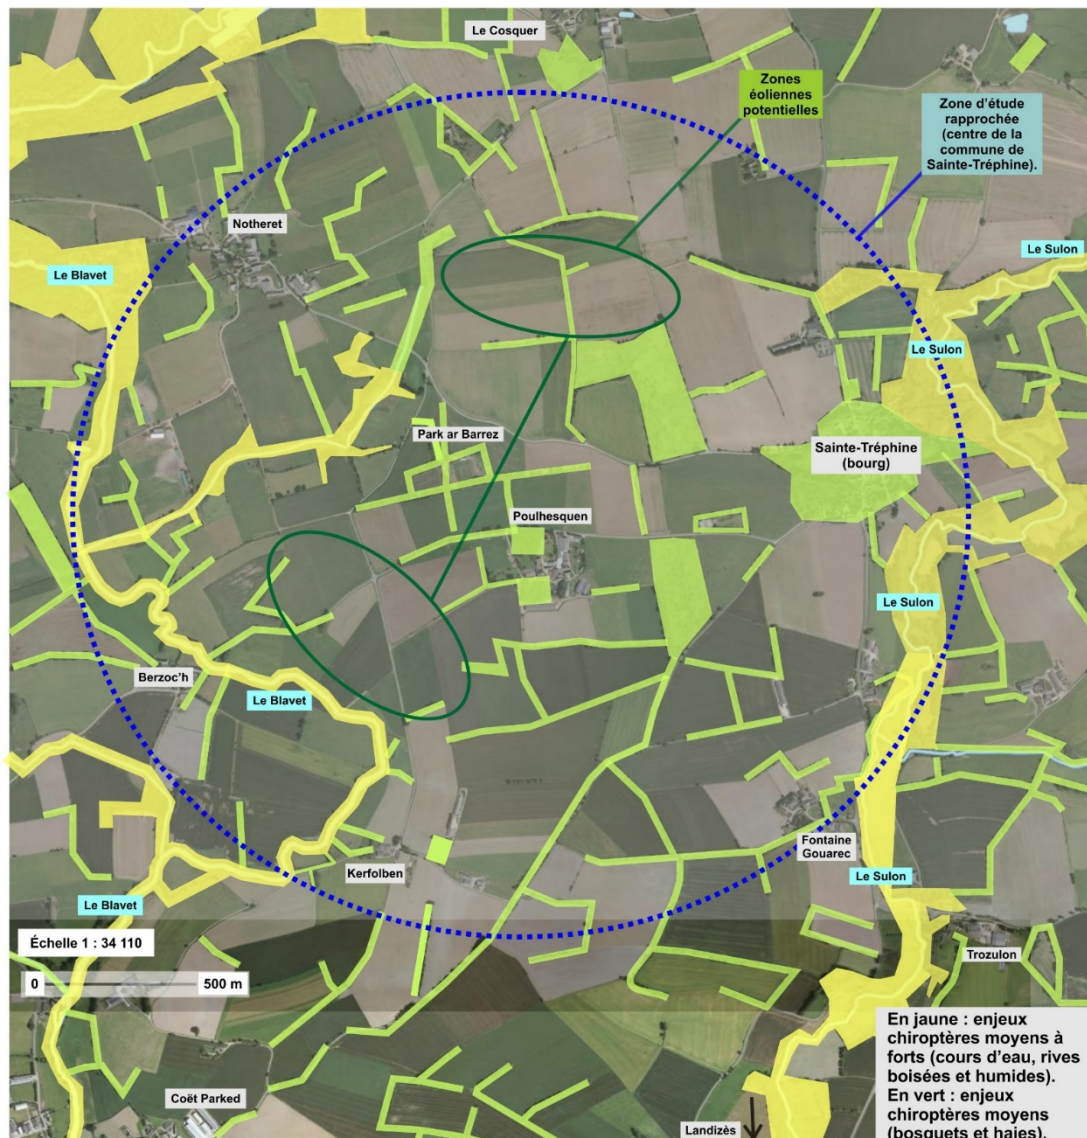 Le Cosquer
Zones
éoliennes
potentielles
Zone d'étude
rapprochée
(centre de la
commune de
Sainte-Tréphine).
Notheret
Le Blavet
Le Sulon
Le Sulon
Park ar Barrez
Sainte-Tréphine
(bourg)
Poulhesquen
Le Sulon
Berzoc'h
Le Blavet
Fontaine
Gouarec
Kerfolben
Le Sulon
Le Blavet
Échelle 1 : 34 110
Trozulon
0 500 m
En jaune : enjeux
chiroptères moyens à
forts (cours d'eau, rives
boisées et humides).
En vert : enjeux
chiroptères moyens
(bosquets et haies).
Coët Parked
Landizès